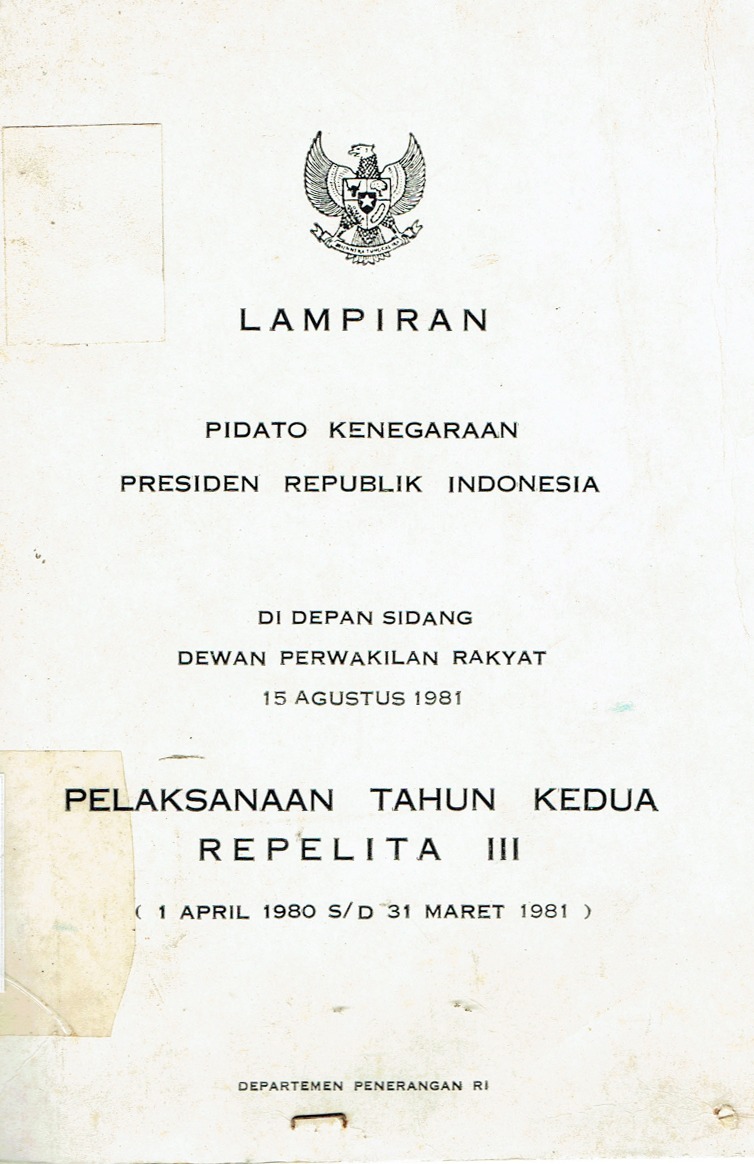 LAMPIRAN
PIDATO KENEGARAAN
PRESIDEN REPUBLIK INDONESIA
DI DEPAN SIDANG
DEWAN PERWAKILAN RAKYAT
15 AGUSTUS 1981
PELAKSANAAN TAHUN KEDUA
REPELITA III
( 1 APRIL 1980 S/D 31 MARET 1981 )
DEPARTEMEN PENERANGAN RI